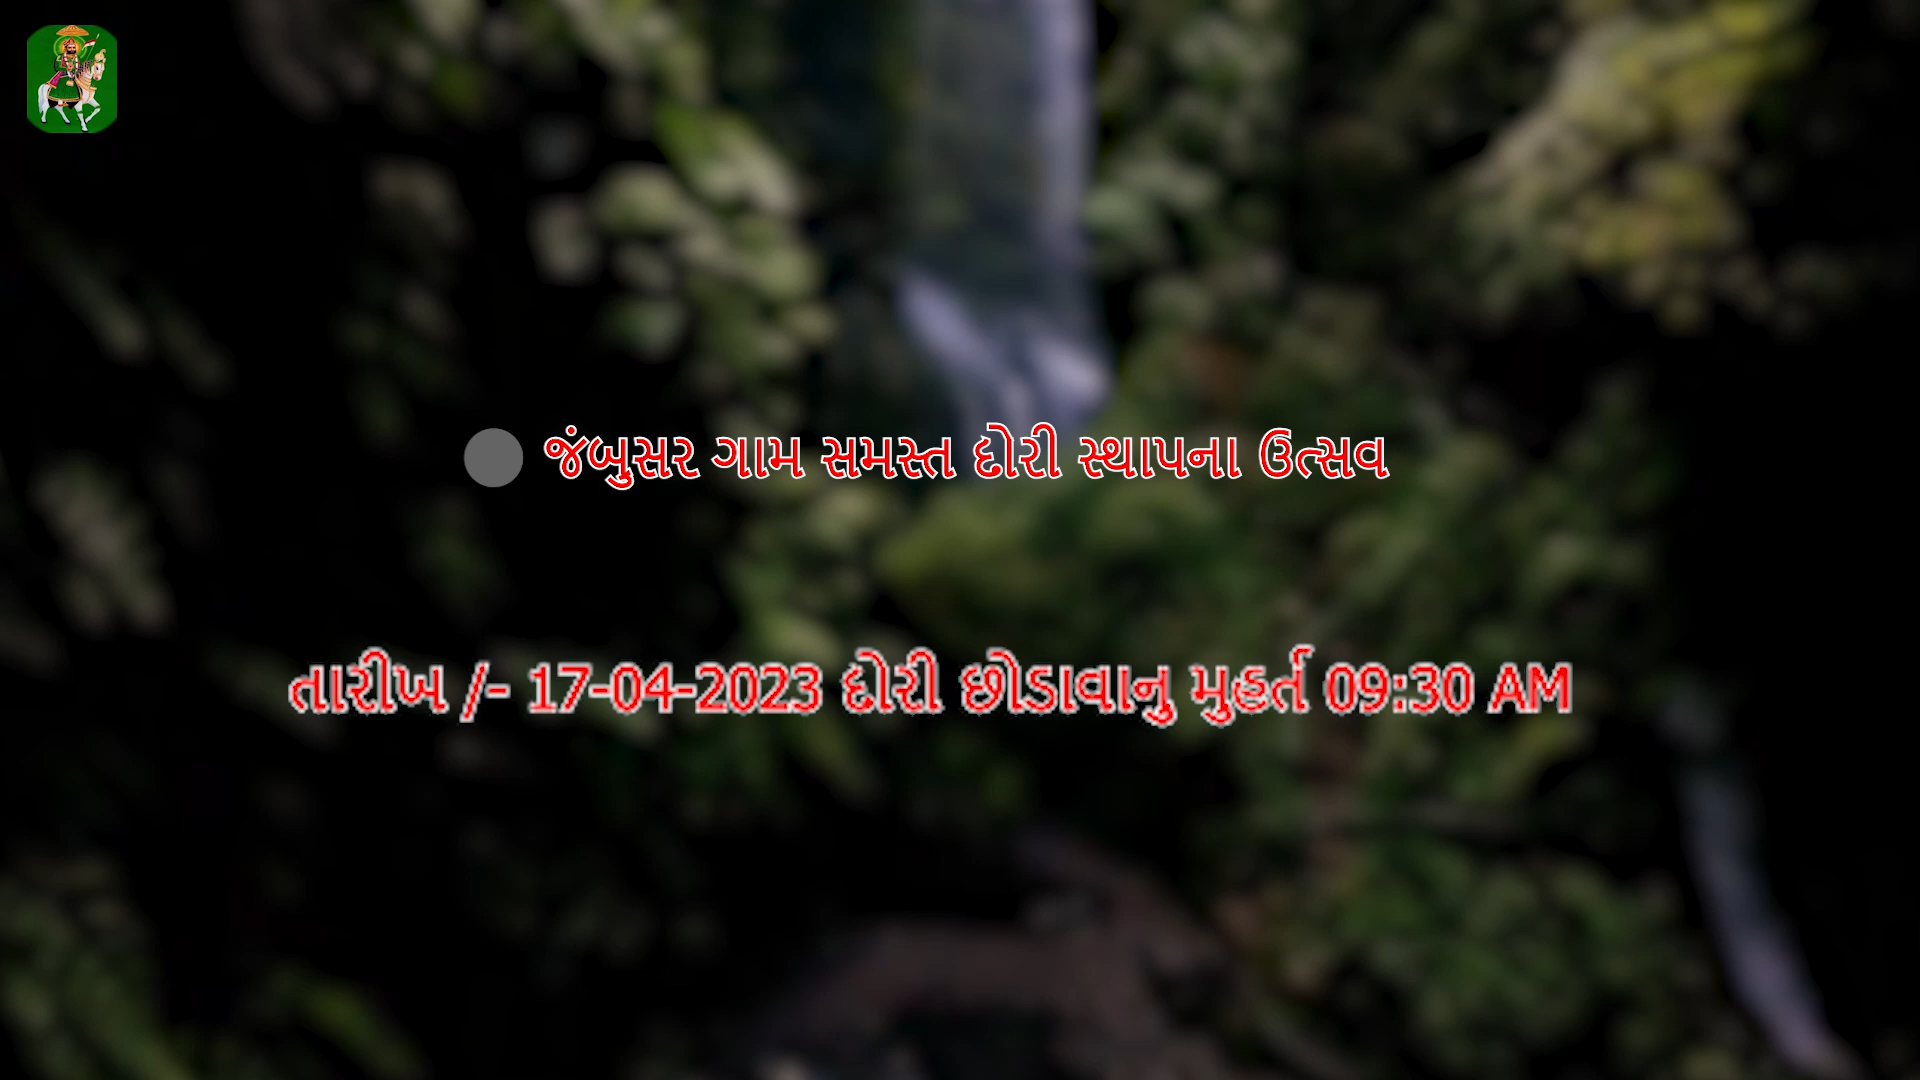 જંબુસર ગામ સમસ્ત દોરી સ્થાપના ઉત્સવ
તારીખ /- 17-04-2023 દોરી છોડાવાનુ મુહર્ત 09:30 AM